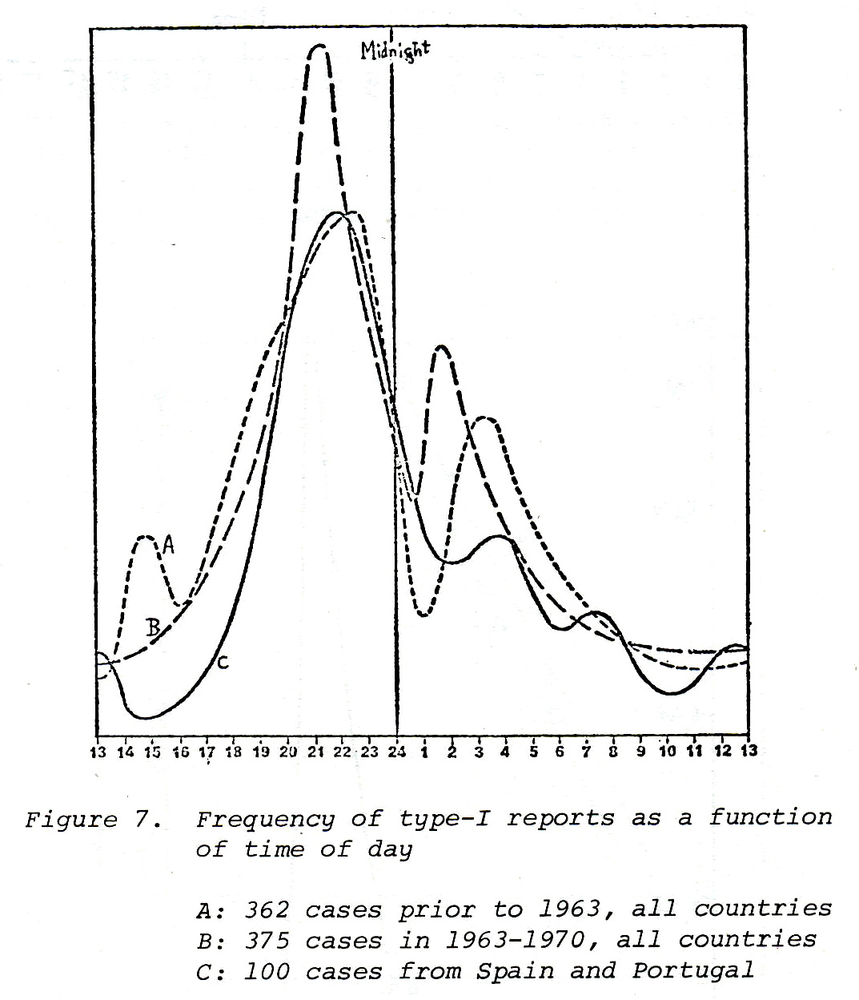 Midnight
A
B
C
13 14 15 16 17 18 19 20 21 22 23 24 1 2 3 4 5 6 7 8 9 10 11 12 13
Figure 7. Frequency of type-I reports as a function
of time of day
A: 362 cases prior to 1963, all countries
B: 375 cases in 1963-1970, all countries
C: 100 cases from Spain and Portugal